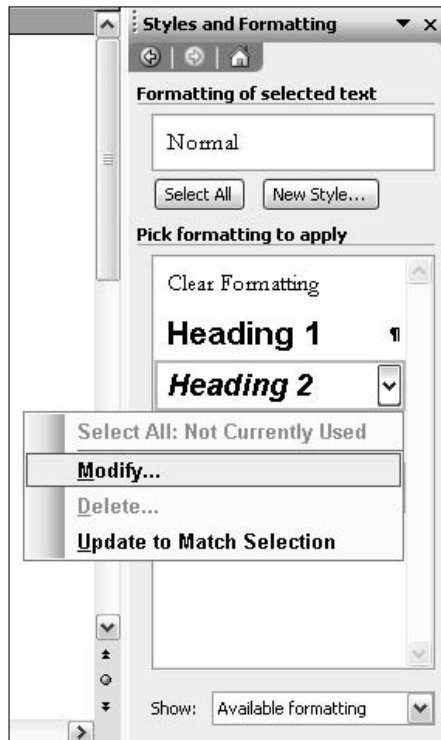 Styles and Formatting
Formatting of selected text
Normal
Select All New Style...
Pick formatting to apply
Clear Formatting
Heading 1 ¶
Heading 2
Select All: Not Currently Used
Modify...
Delete...
Update to Match Selection
Show: Available formatting